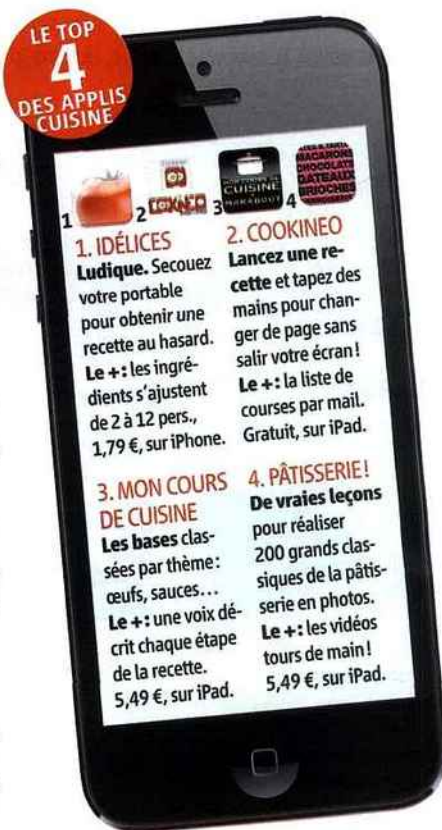 LE TOP
4
DES APPLIS
CUISINE
1
2
3
4
CUISINE
MARABOUT
MACARONS
CHOCOLATS
GATEAUX
BRIOCHES
1. IDÉLICES
Ludique. Secouez
votre portable
pour obtenir une
recette au hasard.
Le + : les ingré-
dients s'ajustent
de 2 à 12 pers.,
1,79 €, sur iPhone.
2. COOKINEO
Lancez une re-
cette et tapez des
mains pour chan-
ger de page sans
salir votre écran !
Le + : la liste de
courses par mail.
Gratuit, sur iPad.
3. MON COURS
DE CUISINE
Les bases clas-
sées par thème :
œufs, sauces...
Le + : une voix dé-
crit chaque étape
de la recette.
5,49 €, sur iPad.
4. PÂTISSERIE !
De vraies leçons
pour réaliser
200 grands clas-
siques de la pâtis-
serie en photos.
Le + : les vidéos
tours de main !
5,49 €, sur iPad.